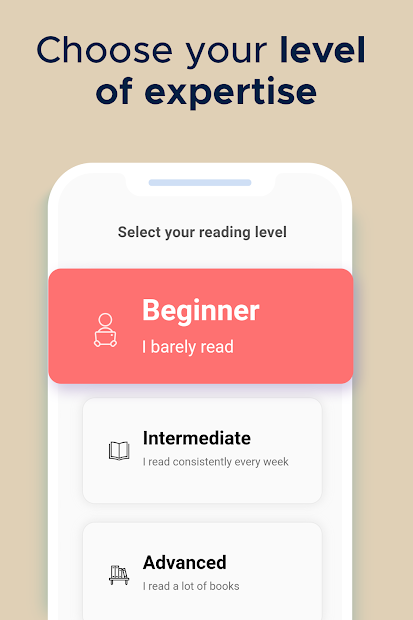 Choose your level
of expertise
Select your reading level
Beginner
I barely read
Intermediate
I read consistently every week
Advanced
I read a lot of books